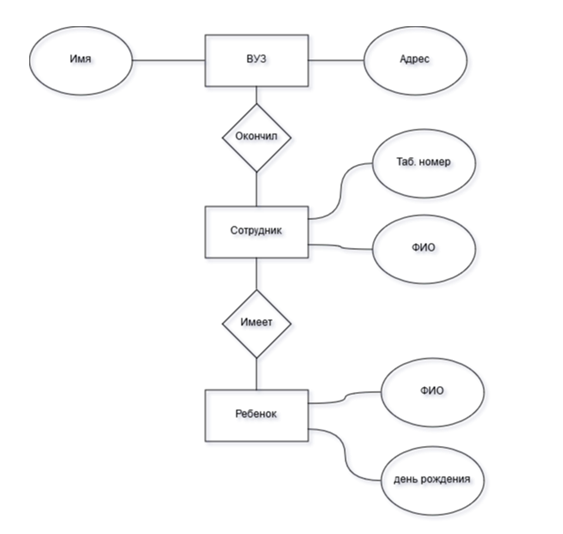 Имя
ВУЗ
Адрес
Окончил
Таб. номер
Сотрудник
ФИО
Имеет
ФИО
Ребенок
день рождения